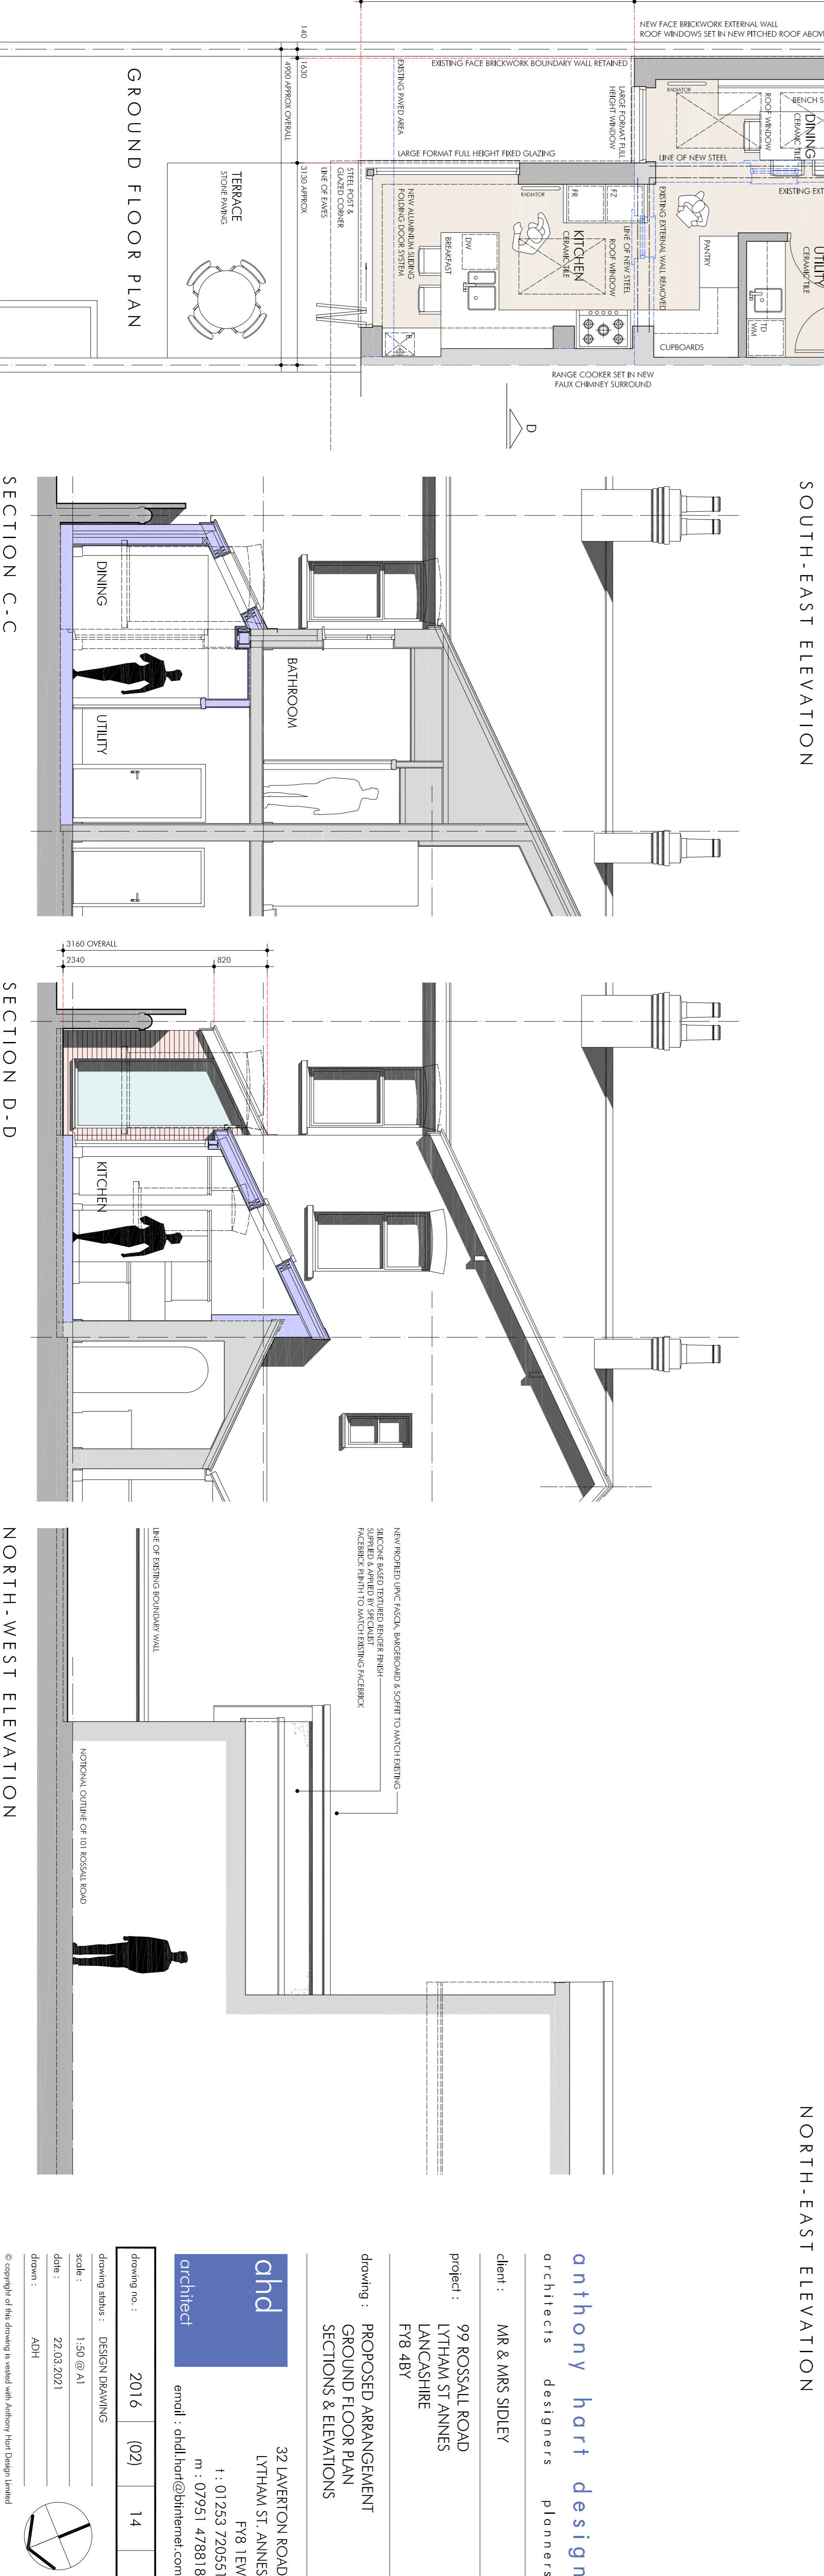 NEW FACE BRICKWORK EXTERNAL WALL
140
1630
4900 APPROX OVERALL
3130 APPROX
EXISTING PAVED AREA
EXISTING FACE BRICKWORK BOUNDARY WALL RETAINED
LARGE FORMAT FULL
HEIGHT WINDOW
RADIATOR
ROOF WINDOW
DINING
CERAMIC TILE
LINE OF NEW STEEL
LARGE FORMAT FULL HEIGHT FIXED GLAZING
STEEL POST &
GLAZED CORNER
LINE OF EAVES
NEW ALUMINIUM SLIDING
FOLDING DOOR SYSTEM
BREAKFAST
DW
RADIATOR
FR
FZ
KITCHEN
CERAMIC TILE
ROOF WINDOW
LINE OF NEW STEEL
EXISTING EXTERNAL WALL REMOVED
PANTRY
CUPBOARDS
UTILITY
CERAMIC TILE
TD
WM
B
RANGE COOKER SET IN NEW
FAUX CHIMNEY SURROUND
D
TERRACE
STONE PAVING
GROUND FLOOR PLAN
SOUTH-EAST ELEVATION
DINING
UTILITY
BATHROOM
SECTION C-C
3160 OVERALL
2340
820
KITCHEN
SECTION D-D
NEW PROFILED UPVC FASCIA, BARGEBOARD & SOFFIT TO MATCH EXISTING
SILICONE BASED TEXTURED RENDER FINISH
SUPPLIED & APPLIED BY SPECIALIST
FACEBRICK PLINTH TO MATCH EXISTING FACEBRICK
LINE OF EXISTING BOUNDARY WALL
NOTIONAL OUTLINE OF 101 ROSSALL ROAD
NORTH-WEST ELEVATION
NORTH-EAST ELEVATION
anthony hart design
architects designers planners
client : MR & MRS SIDLEY
project : 99 ROSSALL ROAD
LYTHAM ST ANNES
LANCASHIRE
FY8 4BY
drawing : PROPOSED ARRANGEMENT
GROUND FLOOR PLAN
SECTIONS & ELEVATIONS
ahd
architect
32 LAVERTON ROAD
LYTHAM ST. ANNES
FY8 1EW
t : 01253 720551
m : 07951 478818
email : ahdl.hart@btinternet.com
drawing no. : 2016 (02) 14
drawing status : DESIGN DRAWING
scale : 1:50 @ A1
date : 22.03.2021
drawn : ADH
© copyright of this drawing is vested with Anthony Hart Design Limited